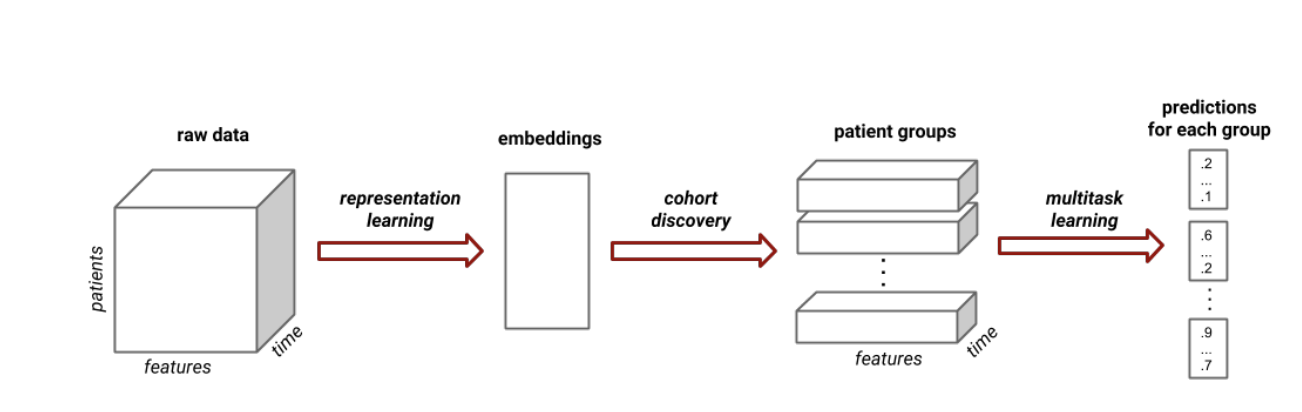 raw data
patients
features
time
representation
learning
embeddings
cohort
discovery
patient groups
features
time
multitask
learning
predictions
for each group
.2
...
.1
.6
...
.2
.9
...
.7